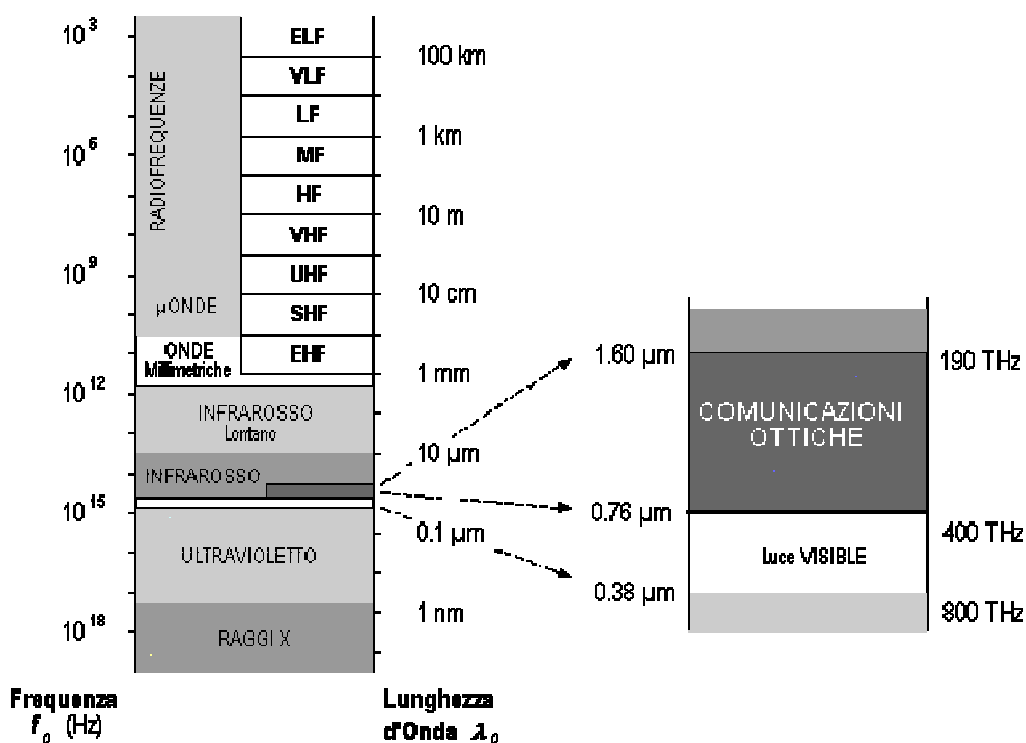 10³
10⁶
10⁹
10¹²
10¹⁵
10¹⁸
Frequenza
f₀ (Hz)
RADIOFREQUENZE
µONDE
ONDE
Millimetriche
ELF
VLF
LF
MF
HF
VHF
UHF
SHF
EHF
INFRAROSSO
Lontano
INFRAROSSO
ULTRAVIOLETTO
RAGGI X
100 km
1 km
10 m
10 cm
1 mm
10 µm
0.1 µm
1 nm
Lunghezza
d'Onda λ₀
1.60 µm
0.76 µm
0.38 µm
COMUNICAZIONI
OTTICHE
Luce VISIBLE
190 THz
400 THz
800 THz